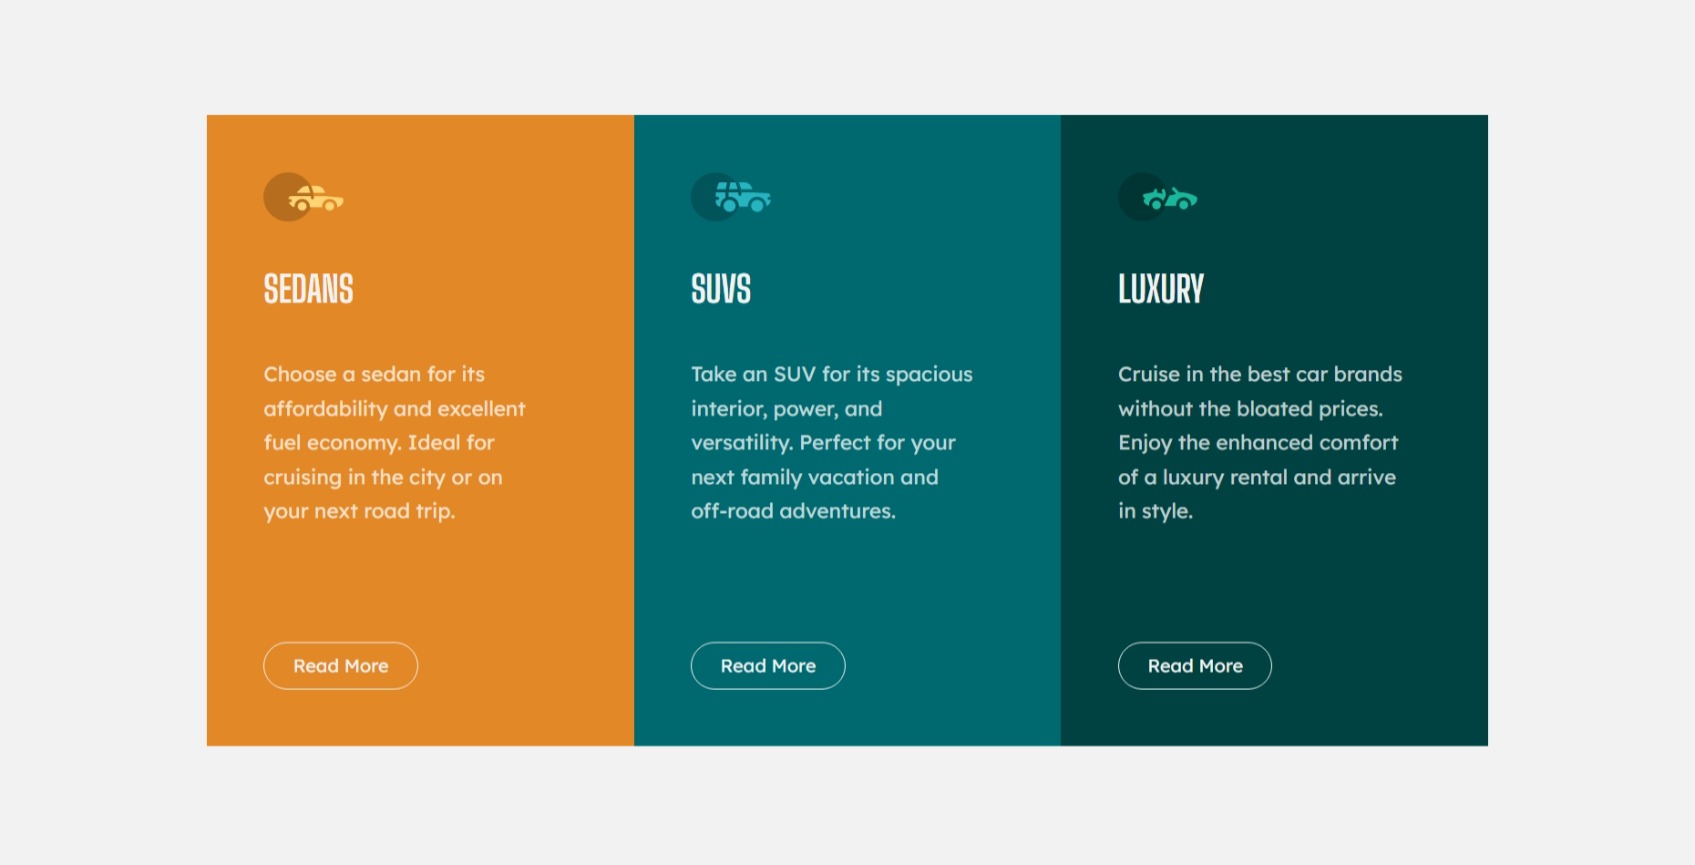 SEDANS
Choose a sedan for its
affordability and excellent
fuel economy. Ideal for
cruising in the city or on
your next road trip.
Read More
SUVS
Take an SUV for its spacious
interior, power, and
versatility. Perfect for your
next family vacation and
off-road adventures.
Read More
LUXURY
Cruise in the best car brands
without the bloated prices.
Enjoy the enhanced comfort
of a luxury rental and arrive
in style.
Read More